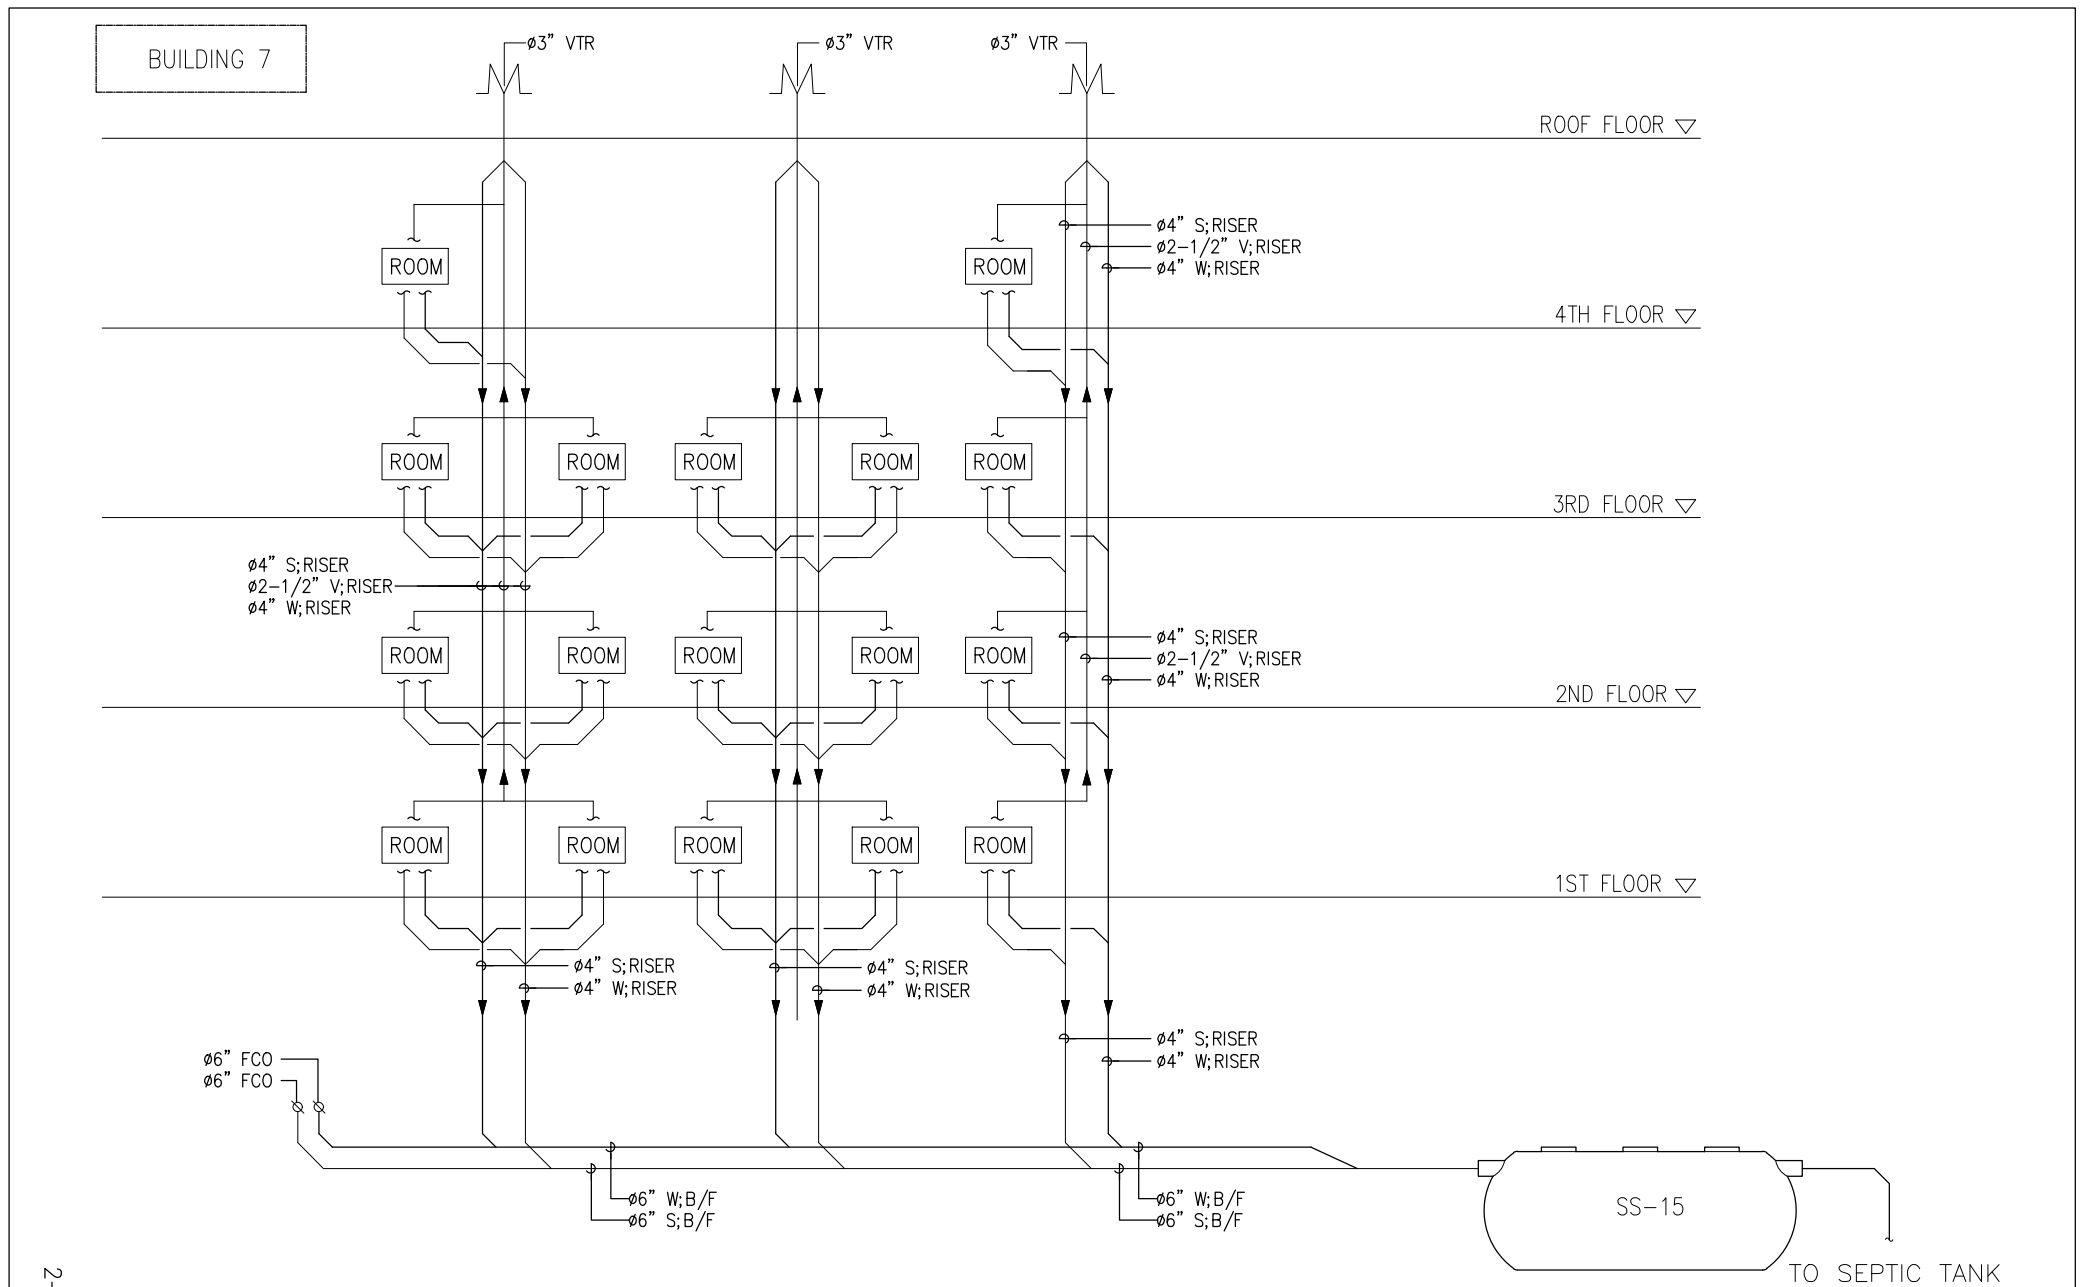 BUILDING 7
ø3” VTR
ø3” VTR
ø3” VTR
ROOF FLOOR
ø4” S;RISER
ø2-1/2” V;RISER
ø4” W;RISER
ROOM
ROOM
4TH FLOOR
ROOM
ROOM
ROOM
ROOM
ROOM
3RD FLOOR
ø4” S;RISER
ø2-1/2” V;RISER
ø4” W;RISER
ø4” S;RISER
ø2-1/2” V;RISER
ø4” W;RISER
ROOM
ROOM
ROOM
ROOM
ROOM
2ND FLOOR
ROOM
ROOM
ROOM
ROOM
ROOM
1ST FLOOR
ø4” S;RISER
ø4” W;RISER
ø4” S;RISER
ø4” W;RISER
ø4” S;RISER
ø4” W;RISER
ø6” FCO
ø6” FCO
ø6” W;B/F
ø6” S;B/F
ø6” W;B/F
ø6” S;B/F
SS-15
TO SEPTIC TANK